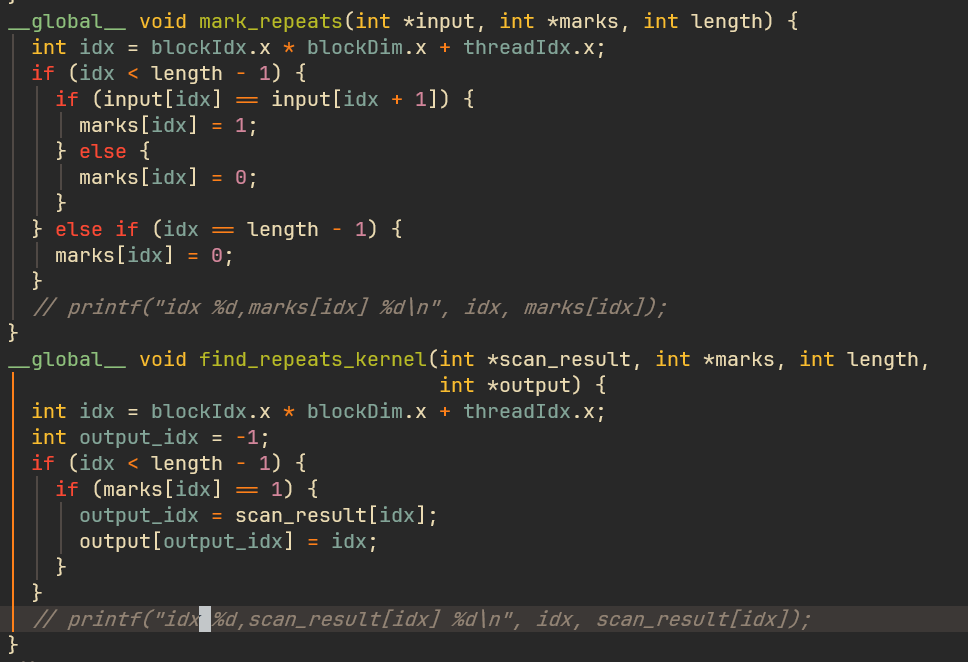 __global__ void mark_repeats(int *input, int *marks, int length) {
  int idx = blockIdx.x * blockDim.x + threadIdx.x;
  if (idx < length - 1) {
    if (input[idx] == input[idx + 1]) {
      marks[idx] = 1;
    } else {
      marks[idx] = 0;
    }
  } else if (idx == length - 1) {
    marks[idx] = 0;
  }
  // printf("idx %d,marks[idx] %d\n", idx, marks[idx]);
}
__global__ void find_repeats_kernel(int *scan_result, int *marks, int length,
                                    int *output) {
  int idx = blockIdx.x * blockDim.x + threadIdx.x;
  int output_idx = -1;
  if (idx < length - 1) {
    if (marks[idx] == 1) {
      output_idx = scan_result[idx];
      output[output_idx] = idx;
    }
  }
  // printf("idx %d,scan_result[idx] %d\n", idx, scan_result[idx]);
}